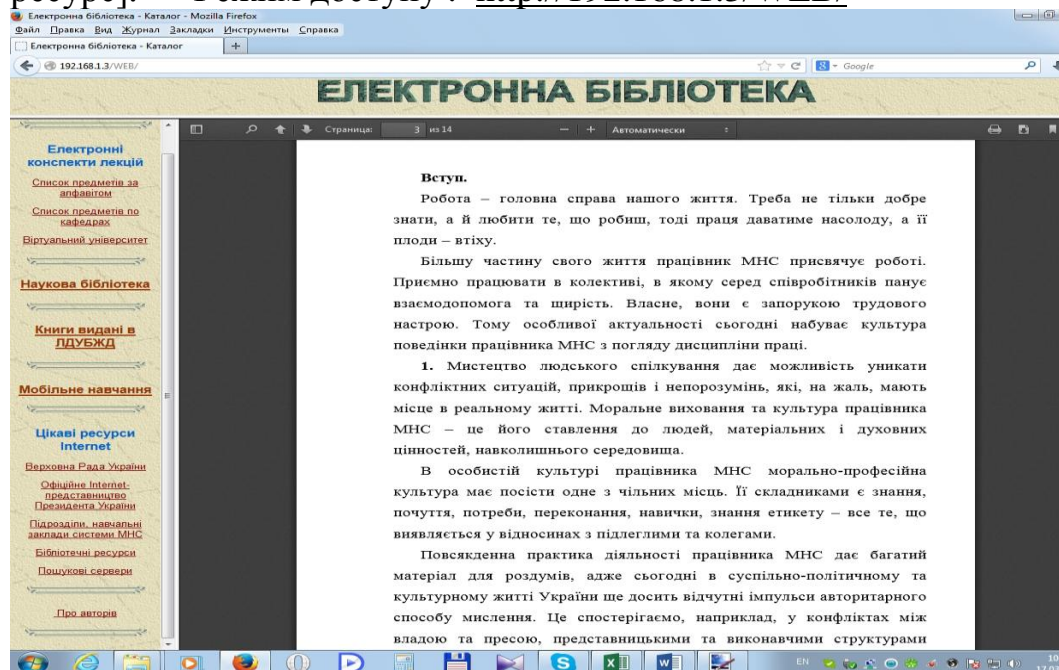 ресурс]. – Режим доступу : http://192.168.1.3/WEB/
Електронна бібліотека - Каталог - Mozilla Firefox
Файл Правка Вид Журнал Закладки Инструменты Справка
Електронна бібліотека - Каталог +
192.168.1.3/WEB/
Google
ЕЛЕКТРОННА БІБЛІОТЕКА
Страница: 3 из 14
Автоматически
Електронні
конспекти лекцій
Список предметів за
алфавітом
Список предметів по
кафедрах
Віртуальний університет
Наукова бібліотека
Книги видані в
ЛДУБЖД
Мобільне навчання
Цікаві ресурси
Internet
Верховна Рада України
Офіційне Internet-
представництво
Президента України
Підрозділи, навчальні
заклади системи МНС
Бібліотечні ресурси
Пошукові сервери
Про авторів
Вступ.
Робота – головна справа нашого життя. Треба не тільки добре
знати, а й любити те, що робиш, тоді праця даватиме насолоду, а її
плоди – втіху.
Більшу частину свого життя працівник МНС присвячує роботі.
Приємно працювати в колективі, в якому серед співробітників панує
взаємодопомога та щирість. Власне, вони є запорукою трудового
настрою. Тому особливої актуальності сьогодні набуває культура
поведінки працівника МНС з погляду дисципліни праці.
1. Мистецтво людського спілкування дає можливість уникати
конфліктних ситуацій, прикрощів і непорозумінь, які, на жаль, мають
місце в реальному житті. Моральне виховання та культура працівника
МНС – це його ставлення до людей, матеріальних і духовних
цінностей, навколишнього середовища.
В особистій культурі працівника МНС морально-професійна
культура має посісти одне з чільних місць. Її складниками є знання,
почуття, потреби, переконання, навички, знання етикету – все те, що
виявляється у відносинах з підлеглими та колегами.
Повсякденна практика діяльності працівника МНС дає багатий
матеріал для роздумів, адже сьогодні в суспільно-політичному та
культурному житті України ще досить відчутні імпульси авторитарного
способу мислення. Це спостерігаємо, наприклад, у конфліктах між
владою та пресою, представницькими та виконавчими структурами
EN